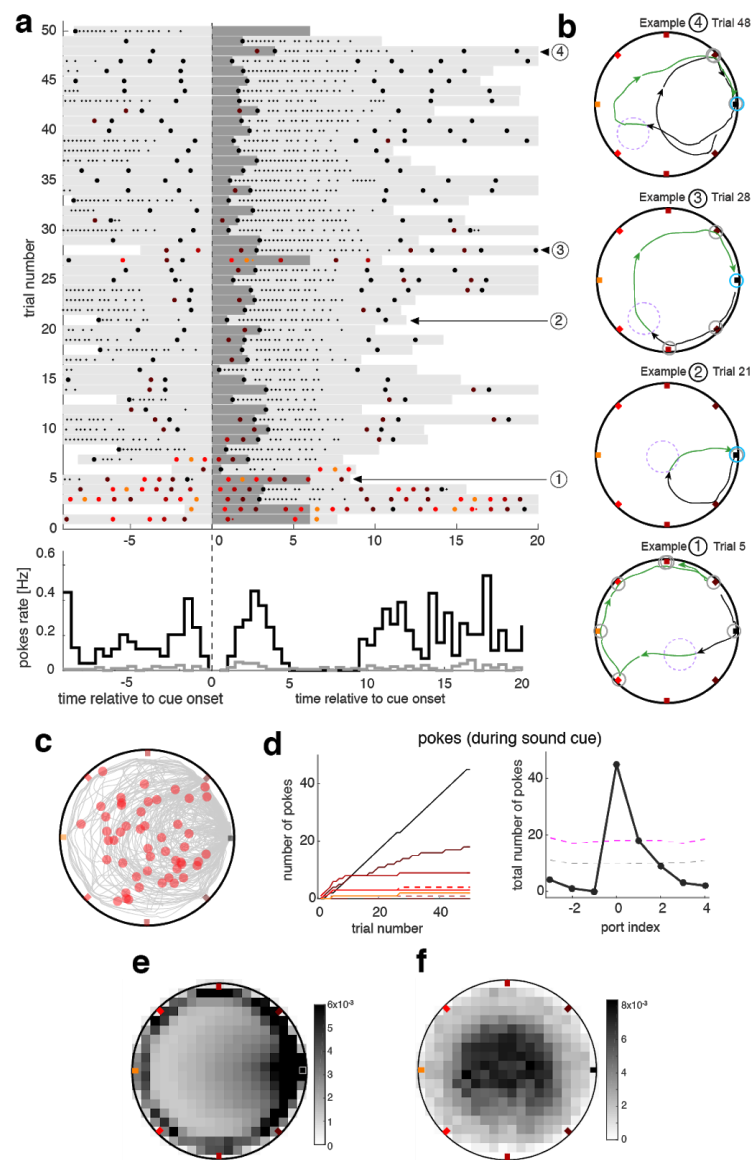 a
b
Example 4 Trial 48
50
45
40
35
30
25
20
15
10
5
0
trial number
-5
0
5
10
15
20
4
3
2
1
Example 3 Trial 28
Example 2 Trial 21
Example 1 Trial 5
0.6
0.4
0.2
0
pokes rate [Hz]
-5
0
5
10
15
20
time relative to cue onset
time relative to cue onset
c
d
pokes (during sound cue)
40
20
0
number of pokes
0
20
40
trial number
40
20
0
total number of pokes
-2
0
2
4
port index
e
6x10⁻³
5
4
3
2
1
0
f
8x10⁻³
6
4
2
0